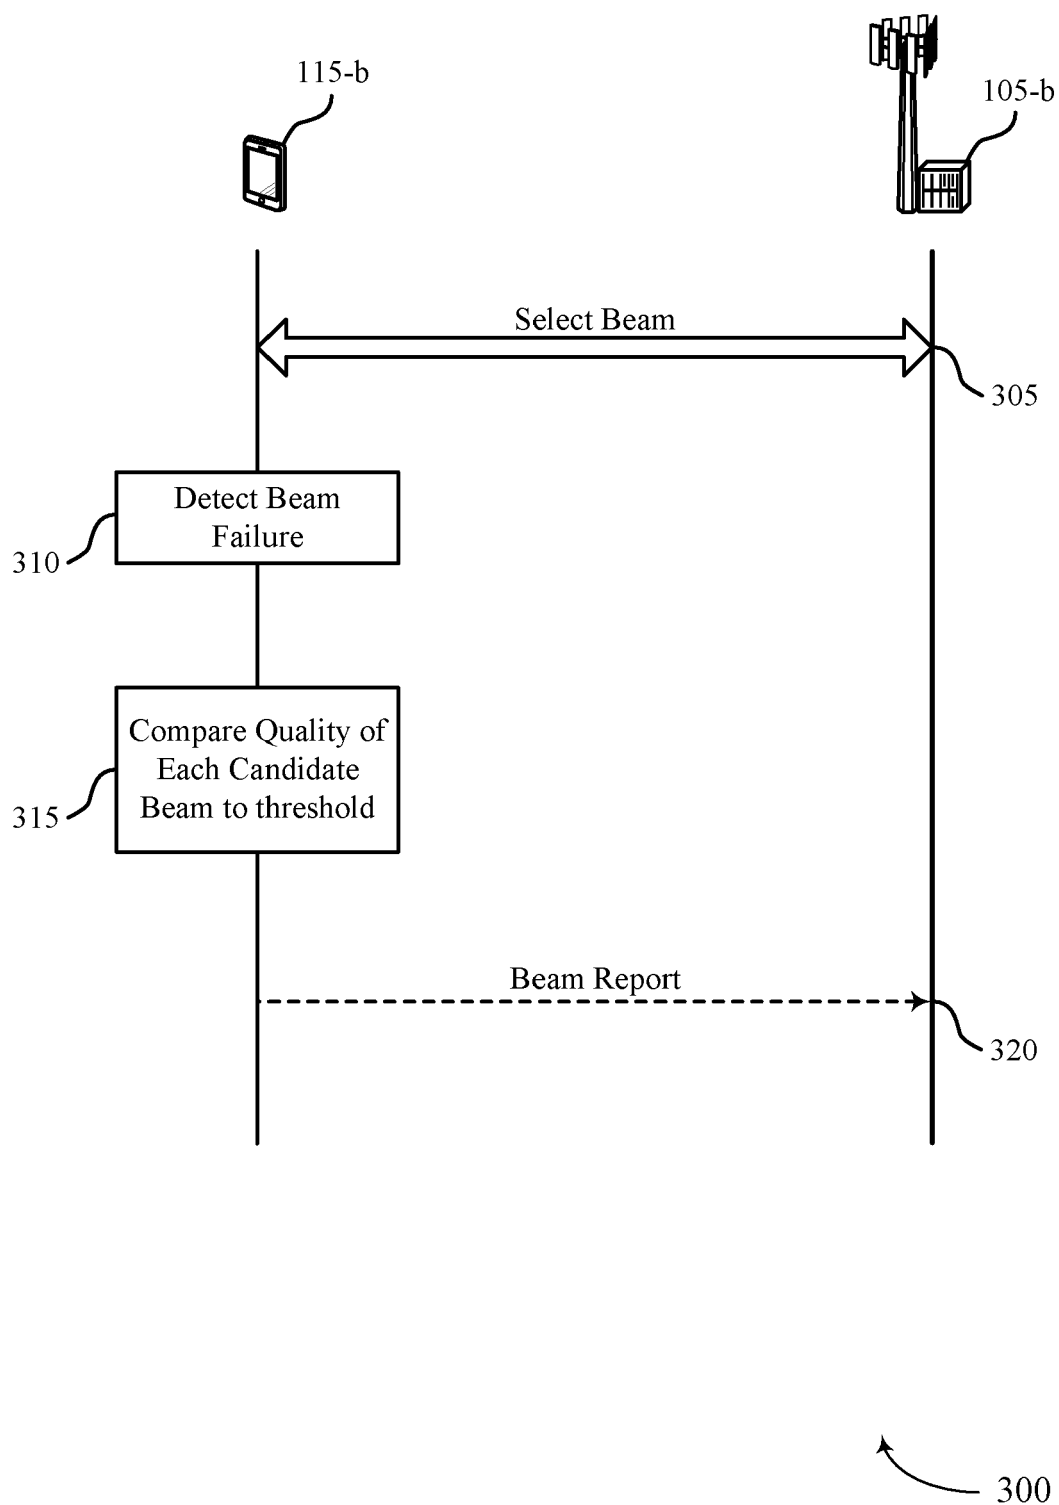 115-b
105-b
Select Beam
305
Detect Beam
Failure
310
Compare Quality of
Each Candidate
Beam to threshold
315
Beam Report
320
300